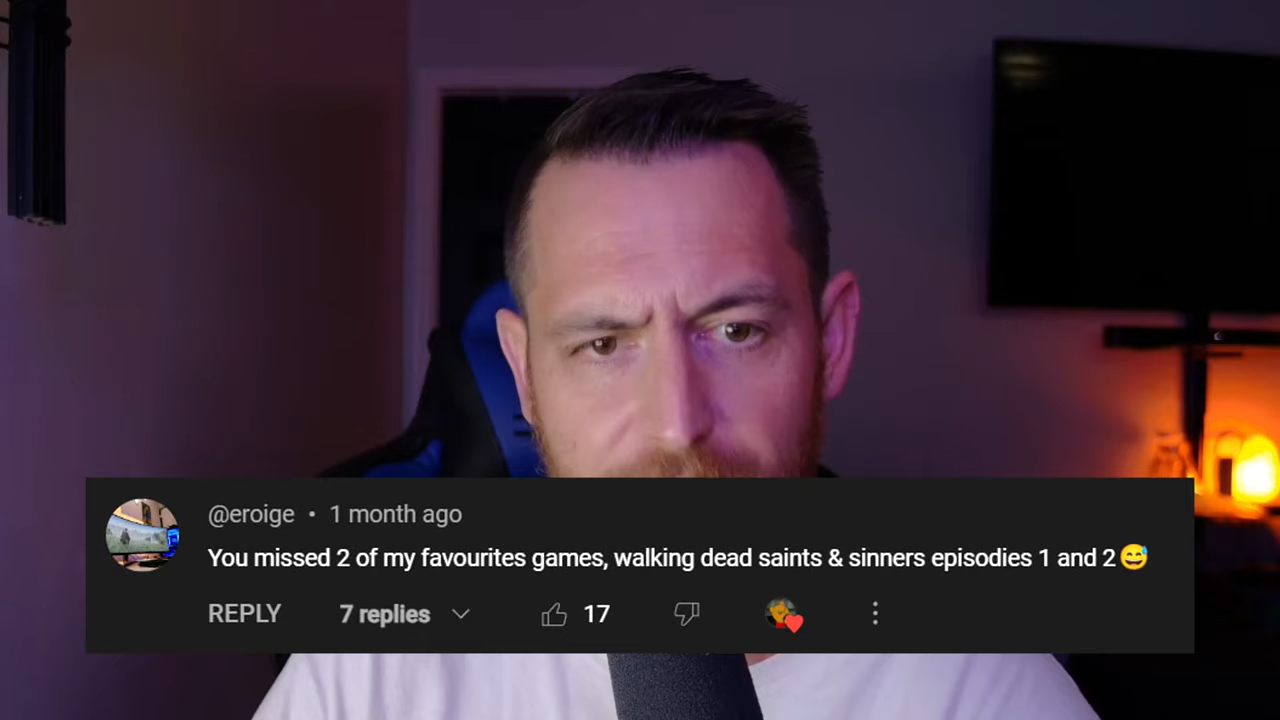 @eroige • 1 month ago
You missed 2 of my favourites games, walking dead saints & sinners episodies 1 and 2😅
REPLY 7 replies 17